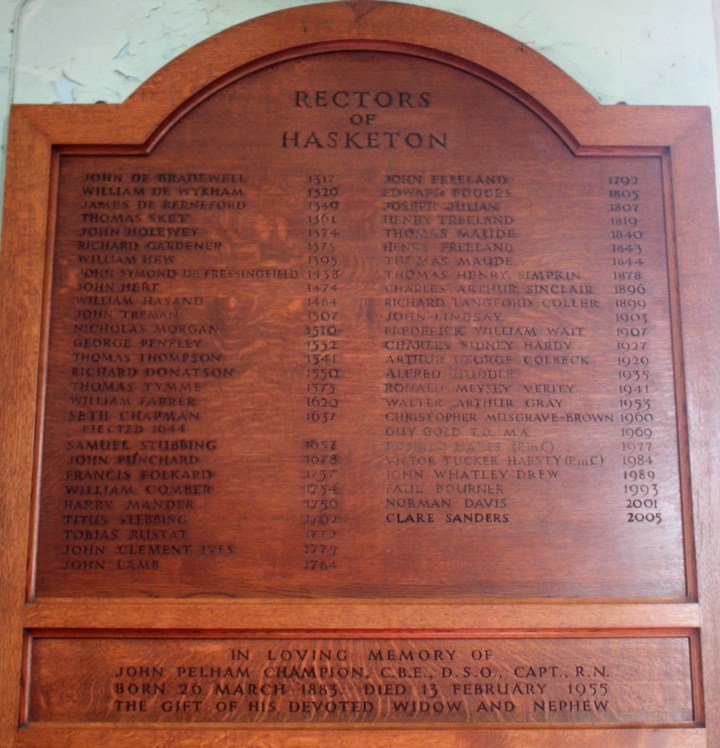 RECTORS
OF
HASKETON
JOHN DE BRADEWELL 1317
WILLIAM DE WYKHAM 1320
JAMES DE BERNEFORD 1349
THOMAS SKET 1361
JOHN HOLEWEY 1374
RICHARD GARDENER 1375
WILLIAM HEW 1395
JOHN SYMOND DE FRESSINGFIELD 1438
JOHN HERT 1474
WILLIAM HASAND 1484
JOHN TREMAN 1507
NICHOLAS MORGAN 1510
GEORGE PENFLEY 1532
THOMAS THOMPSON 1541
RICHARD DONATSON 1550
THOMAS TYMME 1575
WILLIAM FARRER 1620
SETH CHAPMAN 1637
EJECTED 1644
SAMUEL STUBBING 1652
JOHN PUNCHARD 1678
FRANCIS FOLKARD 1737
WILLIAM COMBER 1754
HARRY MANDER 1756
TITUS STEBBING 1762
TOBIAS RUSTAT 1772
JOHN CLEMENT IVES 1775
JOHN LAMB 1784
JOHN FREELAND 1792
EDWARD BOGGES 1805
JOSEPH JULIAN 1807
HENRY FREELAND 1819
THOMAS MAUDE 1840
HENRY FREELAND 1843
THOMAS MAUDE 1844
THOMAS HENRY SIMPKIN 1878
CHARLES ARTHUR SINCLAIR 1896
RICHARD LANGFORD COLLER 1899
JOHN LINDSAY 1903
FREDERICK WILLIAM WAIT 1907
CHARLES SIDNEY HARDY 1927
ARTHUR GEORGE COLBECK 1929
ALFRED HUDDLE 1935
RONALD MEYSEY VERITY 1941
WALTER ARTHUR GRAY 1953
CHRISTOPHER MUSGRAVE-BROWN 1960
GUY GOLD T.D. M.A. 1969
(P.in.C) 1977
VICTOR TUCKER HARVEY (P.in.C) 1984
JOHN WHATLEY DREW 1989
PAUL BOURNER 1993
NORMAN DAVIS 2001
CLARE SANDERS 2005
IN LOVING MEMORY OF
JOHN PELHAM CHAMPION, C.B.E., D.S.O., CAPT., R.N.
BORN 26 MARCH 1883. DIED 13 FEBRUARY 1955
THE GIFT OF HIS DEVOTED WIDOW AND NEPHEW